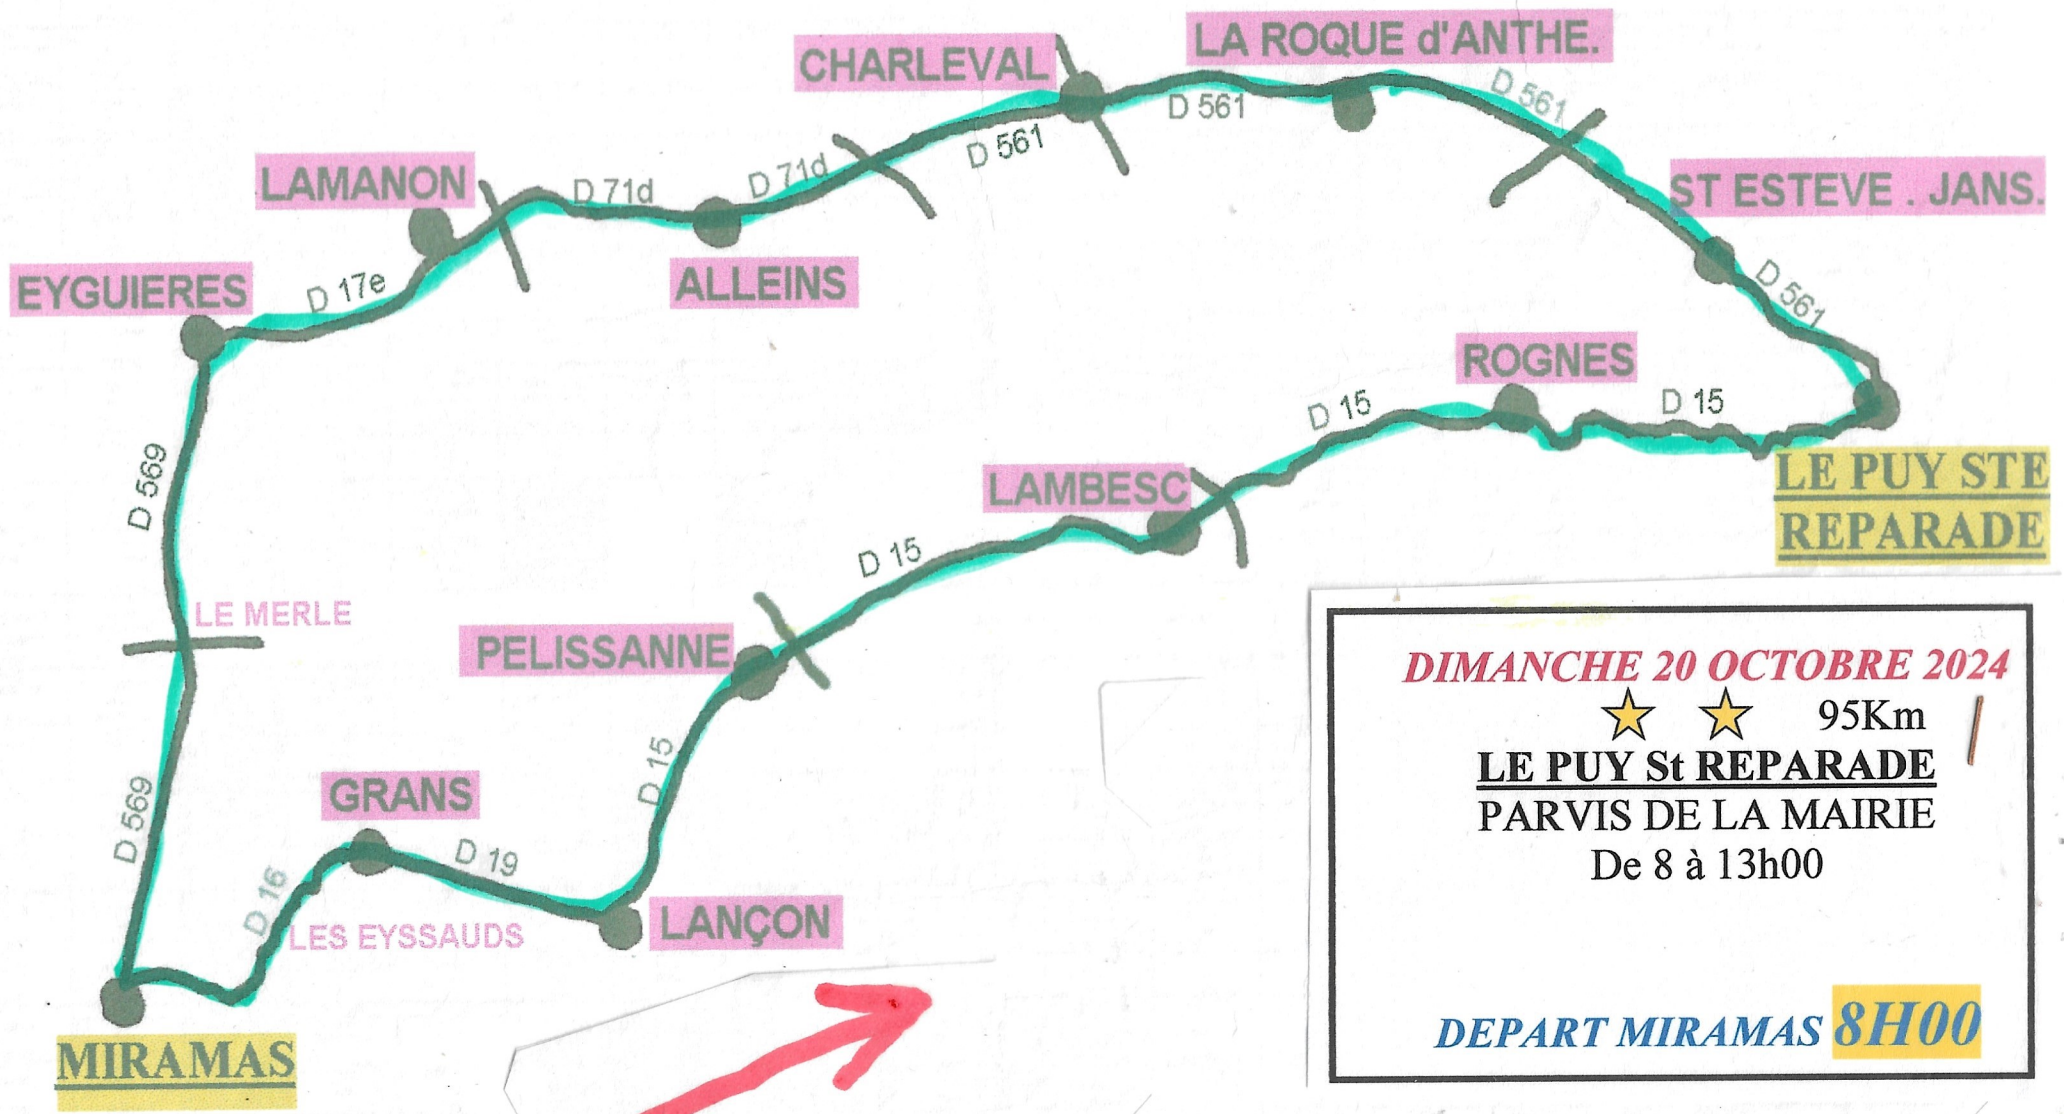 LA ROQUE d'ANTHE.
CHARLEVAL
D 561
D 561
D 561
LAMANON
D 71d
D 71d
ST ESTEVE . JANS.
EYGUIERES
D 17e
ALLEINS
D 561
ROGNES
D 15
D 15
D 569
LAMBESC
LE PUY STE
REPARADE
D 15
LE MERLE
PELISSANNE
D 15
D 569
GRANS
D 19
D 16
LES EYSSAUDS
LANÇON
MIRAMAS
DIMANCHE 20 OCTOBRE 2024
95Km
LE PUY St REPARADE
PARVIS DE LA MAIRIE
De 8 à 13h00
DEPART MIRAMAS 8H00